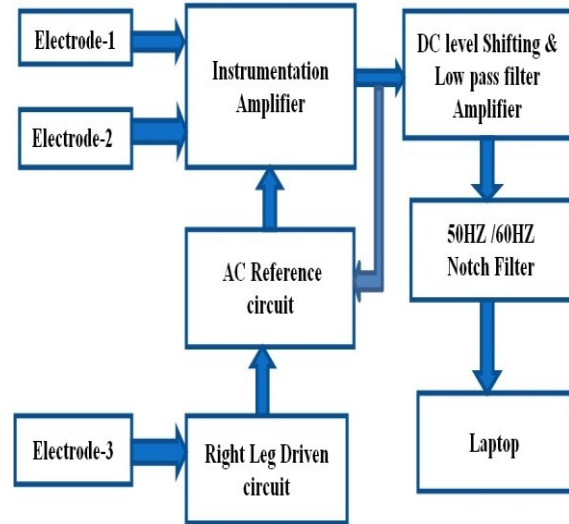 Electrode-1
Electrode-2
Instrumentation
Amplifier
DC level Shifting &
Low pass filter
Amplifier
AC Reference
circuit
50HZ /60HZ
Notch Filter
Electrode-3
Right Leg Driven
circuit
Laptop